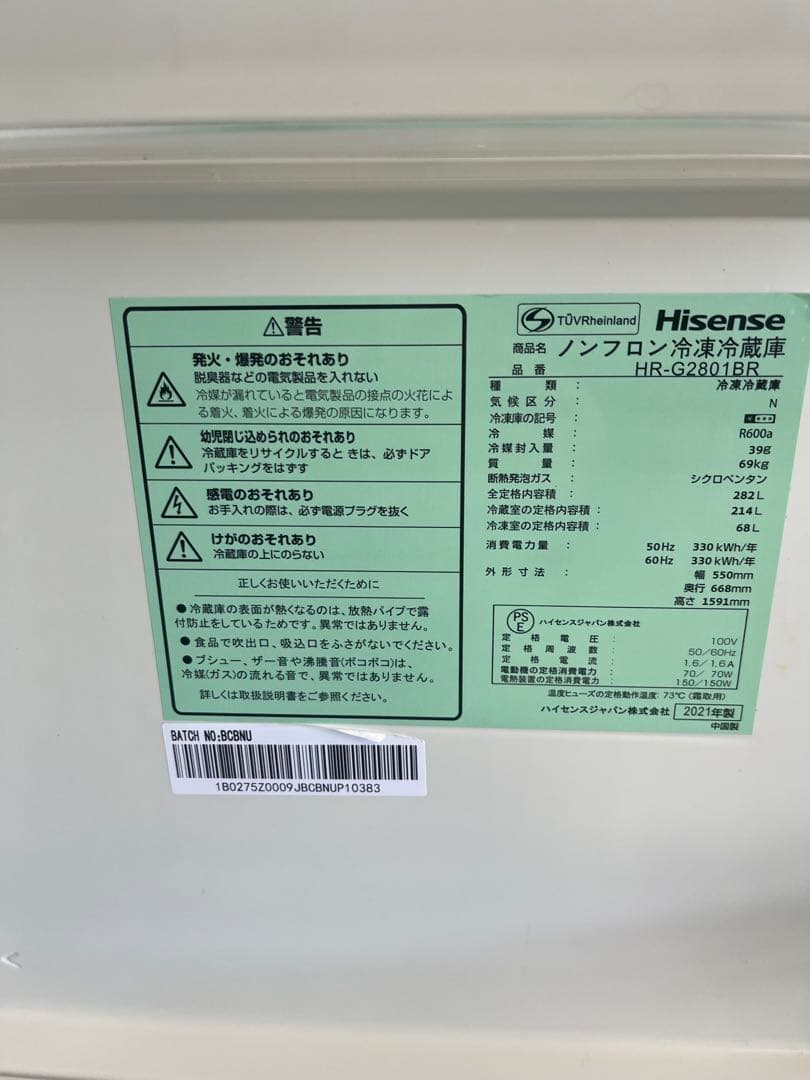 ⚠警告
発火・爆発のおそれあり
脱臭器などの電気製品を入れない
冷媒が漏れていると電気製品の接点の火花によ
る着火、着火による爆発の原因になります。
幼児閉じ込められのおそれあり
冷蔵庫をリサイクルすると きは、必ずドア
パッキングをはずす
感電のおそれあり
お手入れの際は、必ず電源プラグを抜く
けがのおそれあり
冷蔵庫の上にのらない
正しくお使いいただくために
●冷蔵庫の表面が熱くなるのは、放熱パイプで露
付防止をしているためです。異常ではありません。
●食品で吹出口、吸込口をふさがないでください。
●ブシュー、ザー音や沸騰音(ボコボコ)は、
冷媒(ガス)の流れる音で、異常ではありません。
詳しくは取扱説明書をご参照ください。
TÜVRheinland Hisense
商品名 ノンフロン冷凍冷蔵庫
品番 HR-G2801BR
種類： 冷凍冷蔵庫
気候区分： N
冷凍庫の記号：
冷媒： R600a
冷媒封入量： 39g
質量： 69kg
断熱発泡ガス： シクロペンタン
全定格内容積： 282L
冷蔵室の定格内容積： 214L
冷凍室の定格内容積： 68L
消費電力量： 50Hz 330kWh/年
60Hz 330kWh/年
外形寸法： 幅 550mm
奥行 668mm
高さ 1591mm
PSE ハイセンスジャパン株式会社
定格電圧： 100V
定格周波数： 50/60Hz
定格電流： 1.6/1.6A
電動機の定格消費電力： 70/70W
電熱装置の定格消費電力： 150/150W
温度ヒューズの定格動作温度: 73℃(霜取用)
ハイセンスジャパン株式会社 2021年製
中国製
BATCH NO:BCBNU
1B0275Z0009JBCBNUP10383